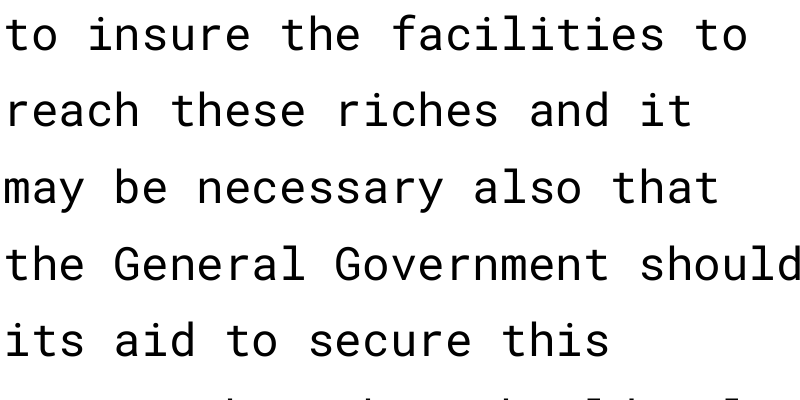 to insure the facilities to
reach these riches and it
may be necessary also that
the General Government should
its aid to secure this